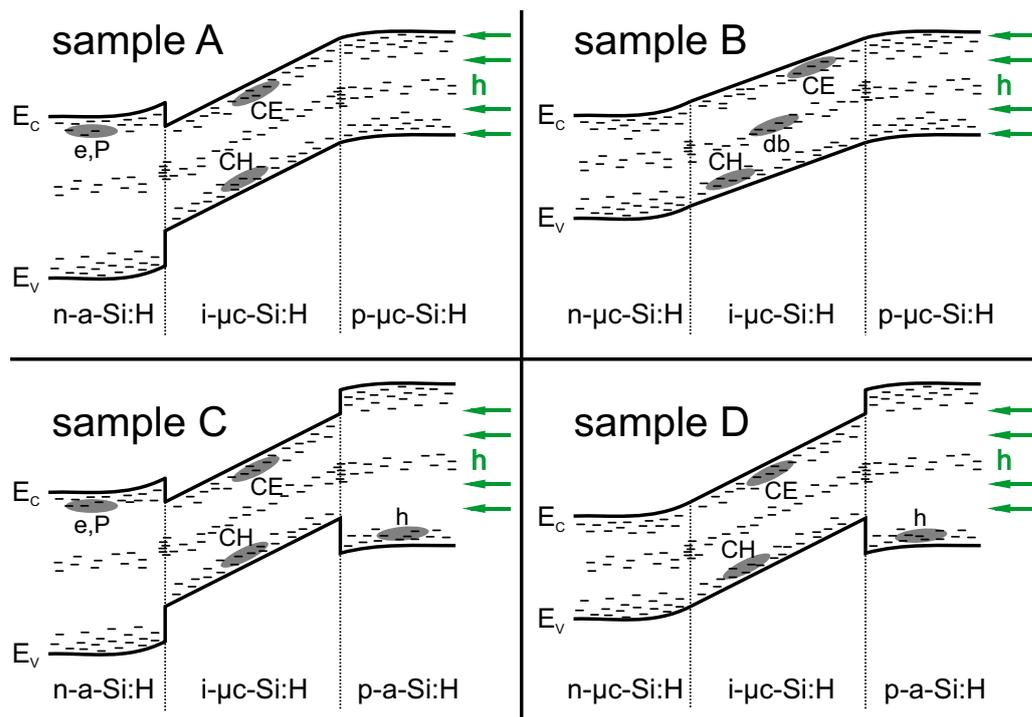 sample A
CE
h
E_C
e,P
CH
E_V
n-a-Si:H
i-μc-Si:H
p-μc-Si:H
sample B
CE
h
E_C
db
CH
E_V
n-μc-Si:H
i-μc-Si:H
p-μc-Si:H
sample C
CE
h
E_C
e,P
CH
h
E_V
n-a-Si:H
i-μc-Si:H
p-a-Si:H
sample D
CE
h
E_C
h
CH
E_V
n-μc-Si:H
i-μc-Si:H
p-a-Si:H